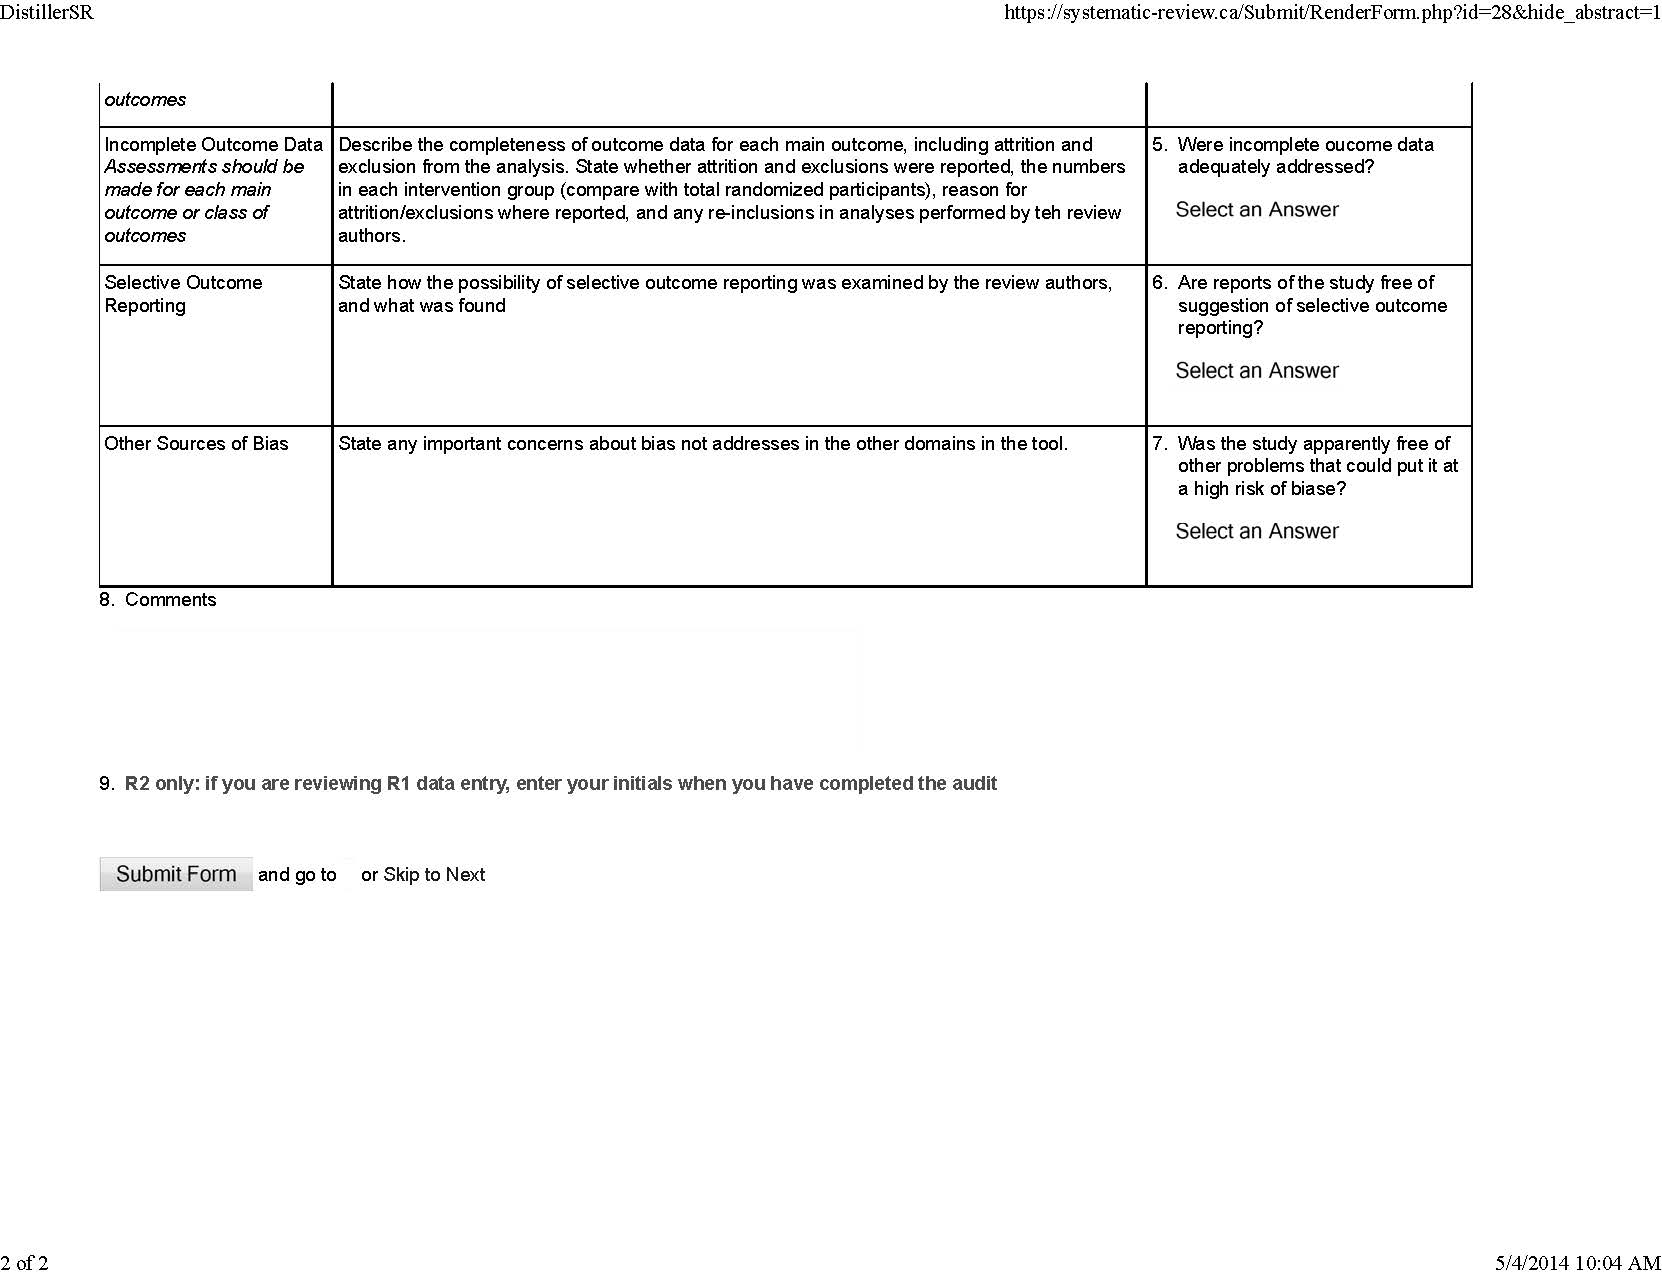 DistillerSR
https://systematic-review.ca/Submit/RenderForm.php?id=28&hide_abstract=1
outcomes
Incomplete Outcome Data
Assessments should be
made for each main
outcome or class of
outcomes
Describe the completeness of outcome data for each main outcome, including attrition and
exclusion from the analysis. State whether attrition and exclusions were reported, the numbers
in each intervention group (compare with total randomized participants), reason for
attrition/exclusions where reported, and any re-inclusions in analyses performed by teh review
authors.
5. Were incomplete oucome data
adequately addressed?
Select an Answer
Selective Outcome
Reporting
State how the possibility of selective outcome reporting was examined by the review authors,
and what was found
6. Are reports of the study free of
suggestion of selective outcome
reporting?
Select an Answer
Other Sources of Bias
State any important concerns about bias not addresses in the other domains in the tool.
7. Was the study apparently free of
other problems that could put it at
a high risk of biase?
Select an Answer
8. Comments
9. R2 only: if you are reviewing R1 data entry, enter your initials when you have completed the audit
Submit Form and go to or Skip to Next
2 of 2
5/4/2014 10:04 AM